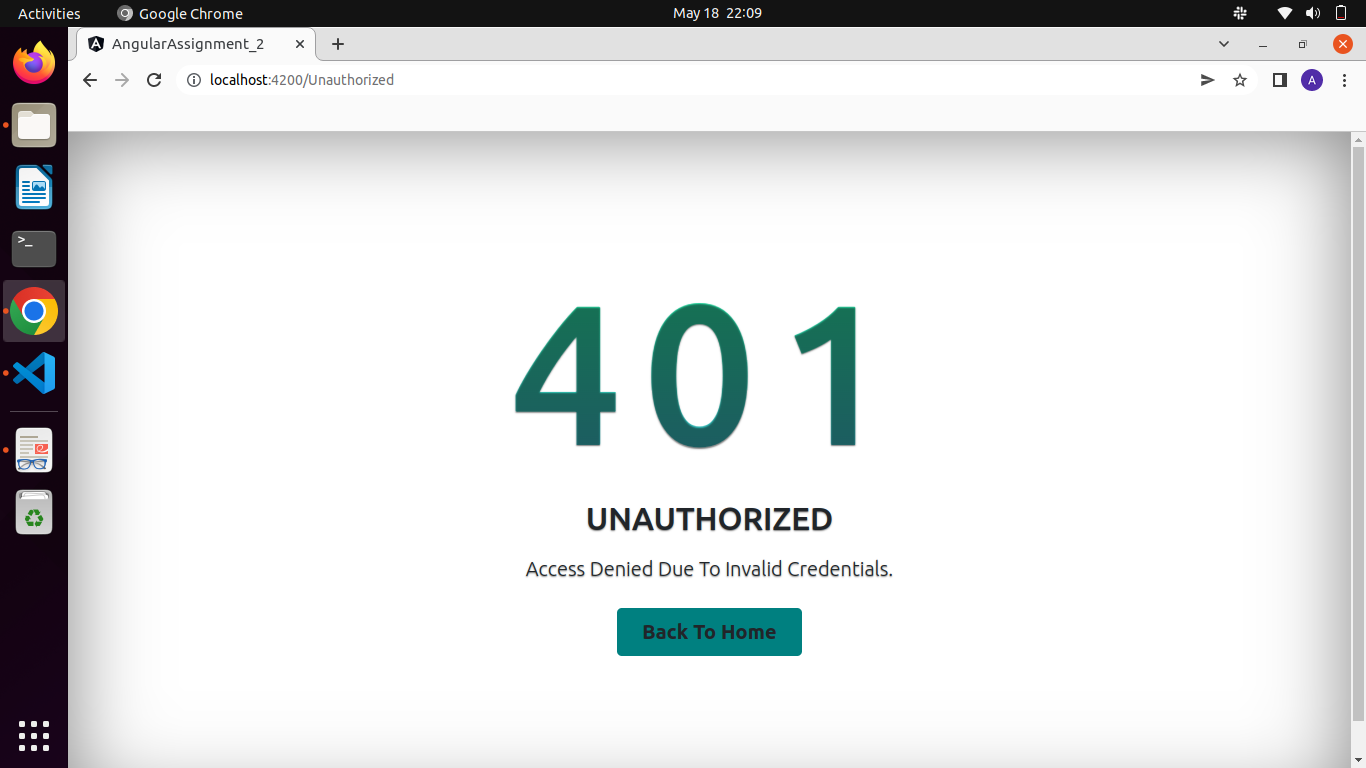 Activities
Google Chrome
May 18 22:09
AngularAssignment_2
localhost:4200/Unauthorized
A
>_
401
UNAUTHORIZED
Access Denied Due To Invalid Credentials.
Back To Home